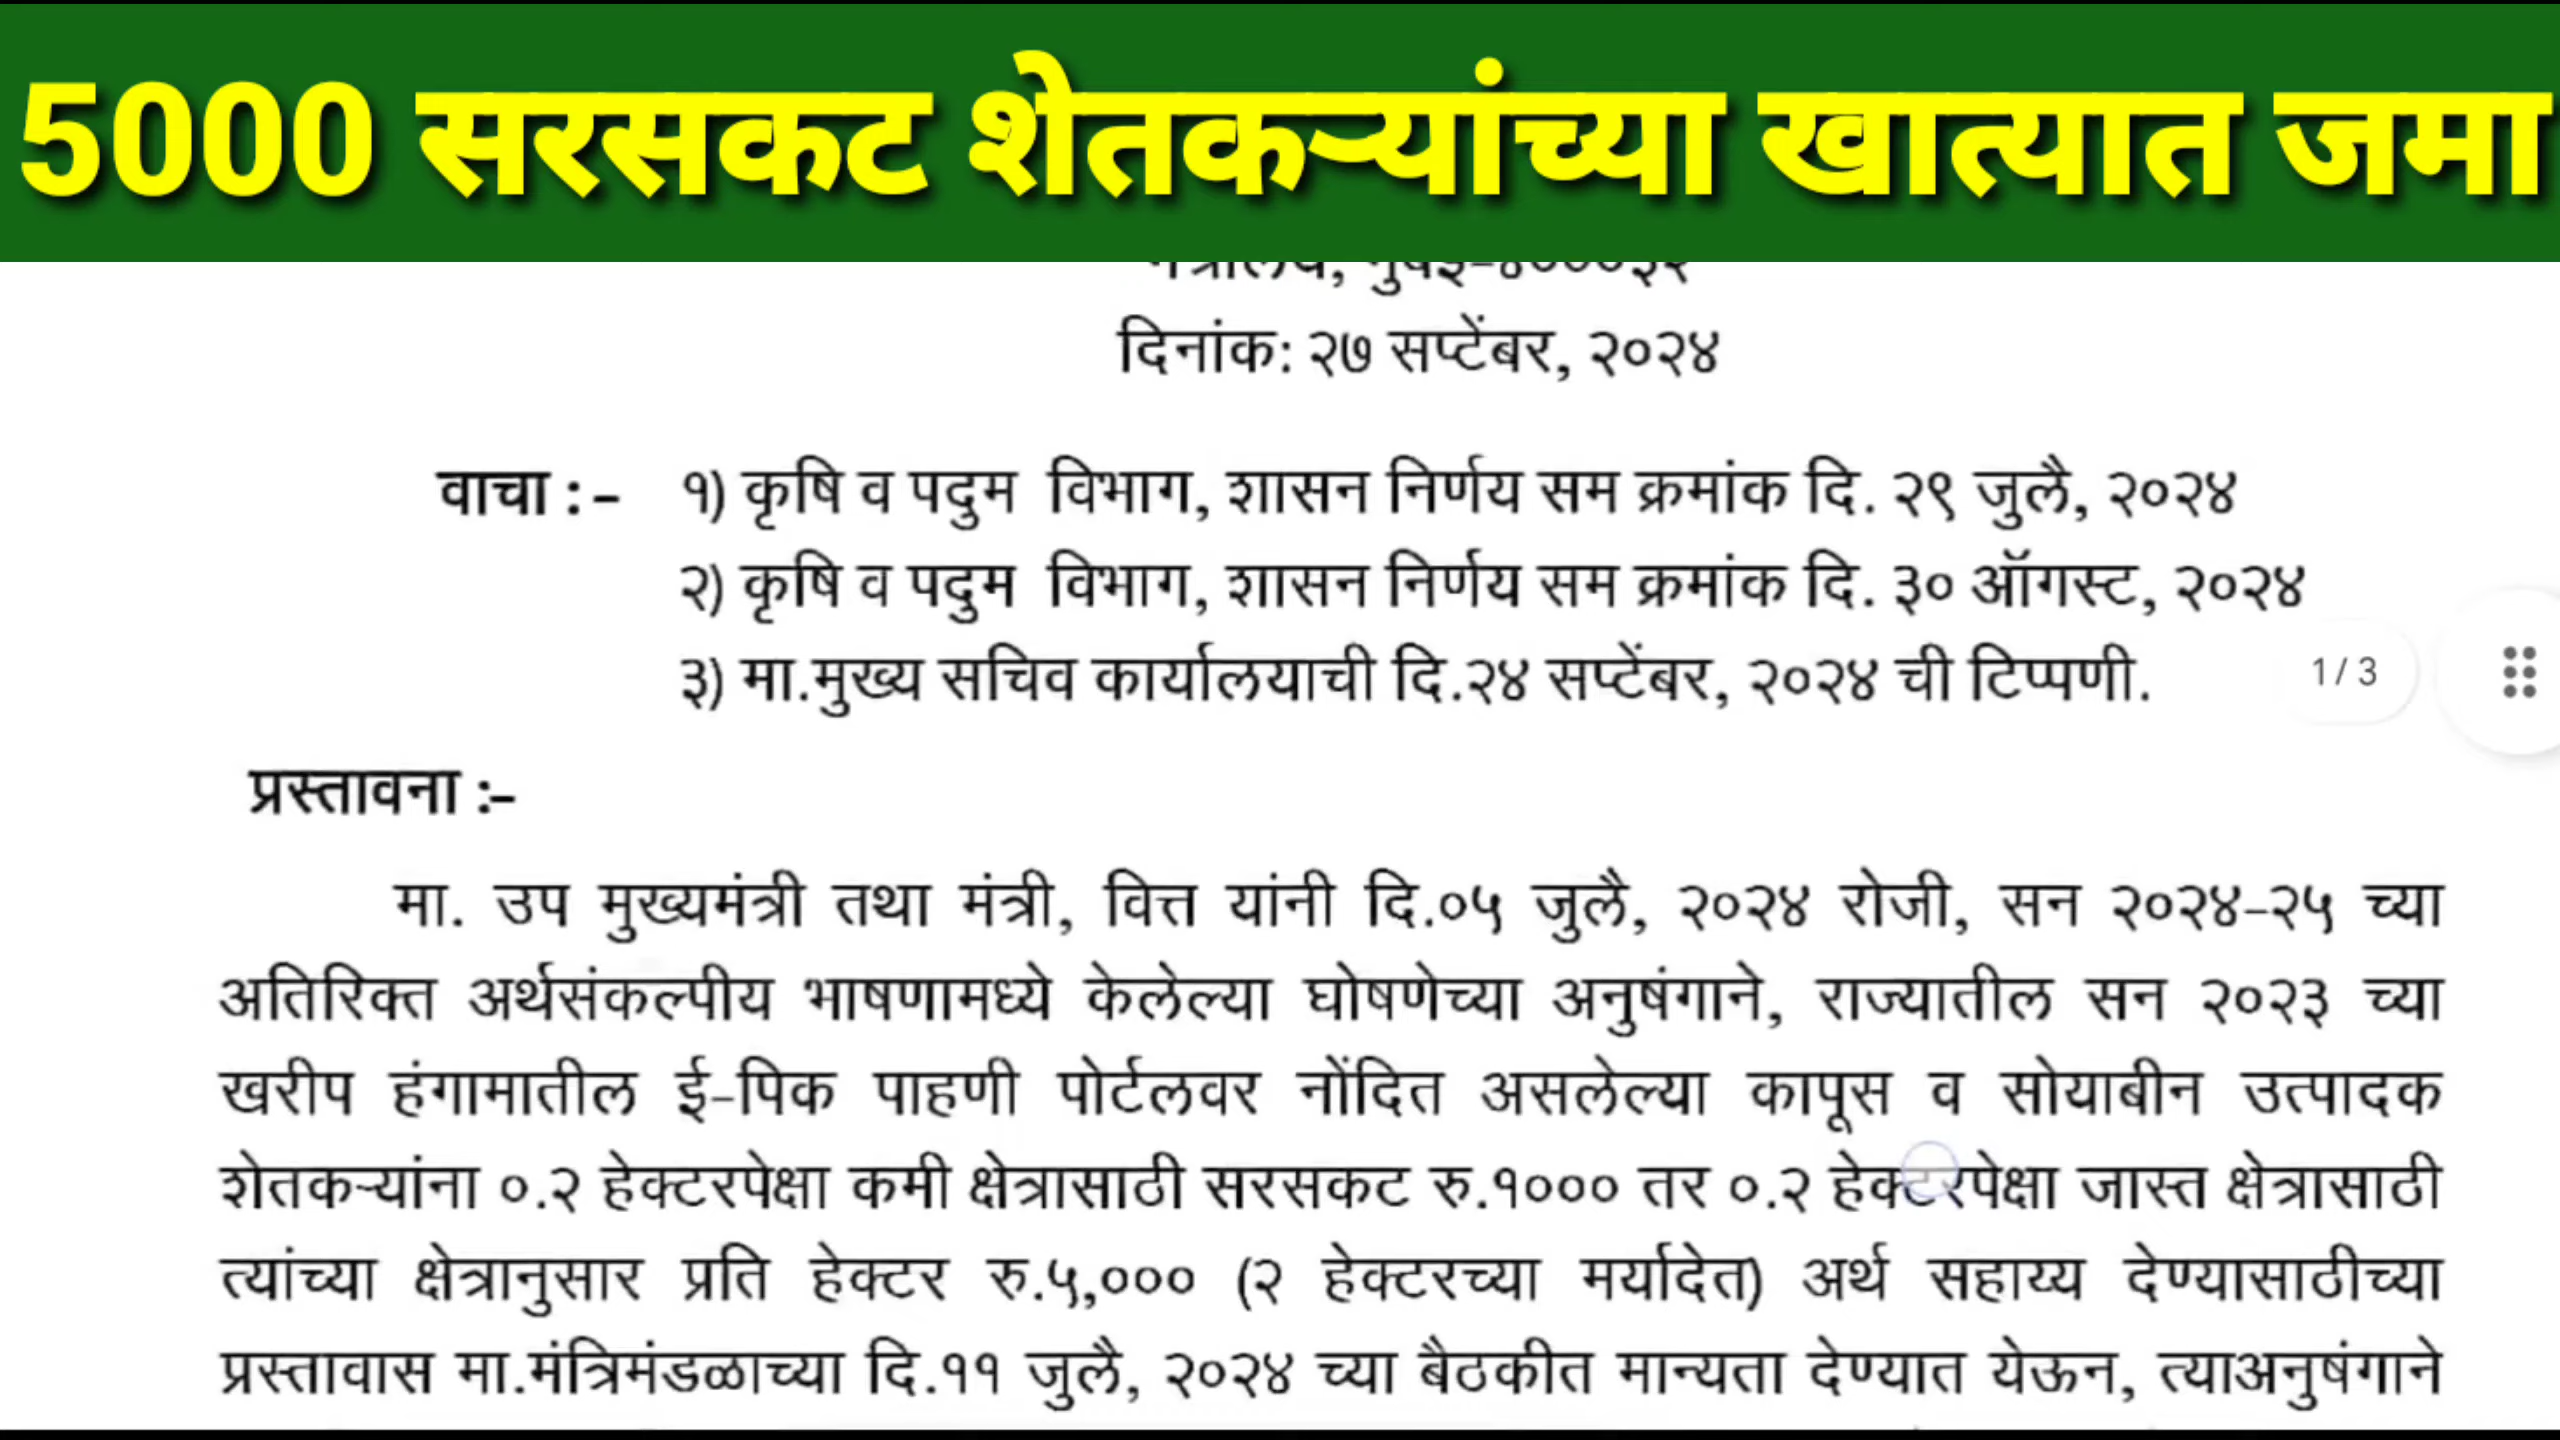 5000 सरसकट शेतकऱ्यांच्या खात्यात जमा
दिनांक: २७ सप्टेंबर, २०२४
वाचा :- १) कृषि व पदुम विभाग, शासन निर्णय सम क्रमांक दि. २९ जुलै, २०२४
२) कृषि व पदुम विभाग, शासन निर्णय सम क्रमांक दि. ३० ऑगस्ट, २०२४
३) मा.मुख्य सचिव कार्यालयाची दि.२४ सप्टेंबर, २०२४ ची टिप्पणी.
1 / 3
प्रस्तावना :-
मा. उप मुख्यमंत्री तथा मंत्री, वित्त यांनी दि.०५ जुलै, २०२४ रोजी, सन २०२४-२५ च्या
अतिरिक्त अर्थसंकल्पीय भाषणामध्ये केलेल्या घोषणेच्या अनुषंगाने, राज्यातील सन २०२३ च्या
खरीप हंगामातील ई-पिक पाहणी पोर्टलवर नोंदित असलेल्या कापूस व सोयाबीन उत्पादक
शेतकऱ्यांना ०.२ हेक्टरपेक्षा कमी क्षेत्रासाठी सरसकट रु.१००० तर ०.२ हेक्टरपेक्षा जास्त क्षेत्रासाठी
त्यांच्या क्षेत्रानुसार प्रति हेक्टर रु.५,००० (२ हेक्टरच्या मर्यादेत) अर्थ सहाय्य देण्यासाठीच्या
प्रस्तावास मा.मंत्रिमंडळाच्या दि.११ जुलै, २०२४ च्या बैठकीत मान्यता देण्यात येऊन, त्याअनुषंगाने